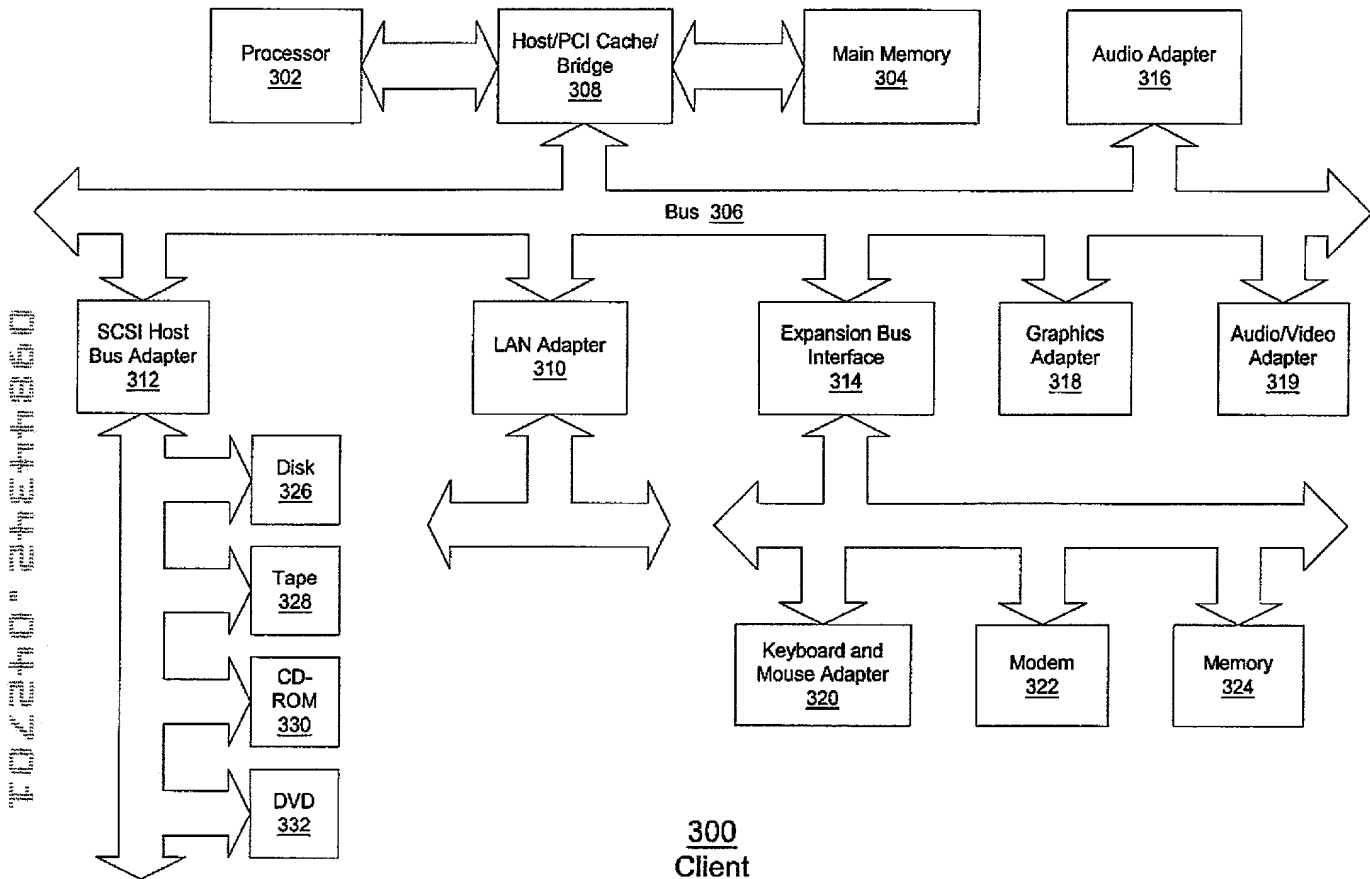 Processor
302
Host/PCI Cache/
Bridge
308
Main Memory
304
Audio Adapter
316
Bus 306
SCSI Host
Bus Adapter
312
LAN Adapter
310
Expansion Bus
Interface
314
Graphics
Adapter
318
Audio/Video
Adapter
319
Disk
326
Tape
328
CD-
ROM
330
DVD
332
Keyboard and
Mouse Adapter
320
Modem
322
Memory
324
300
Client
09844342.042701